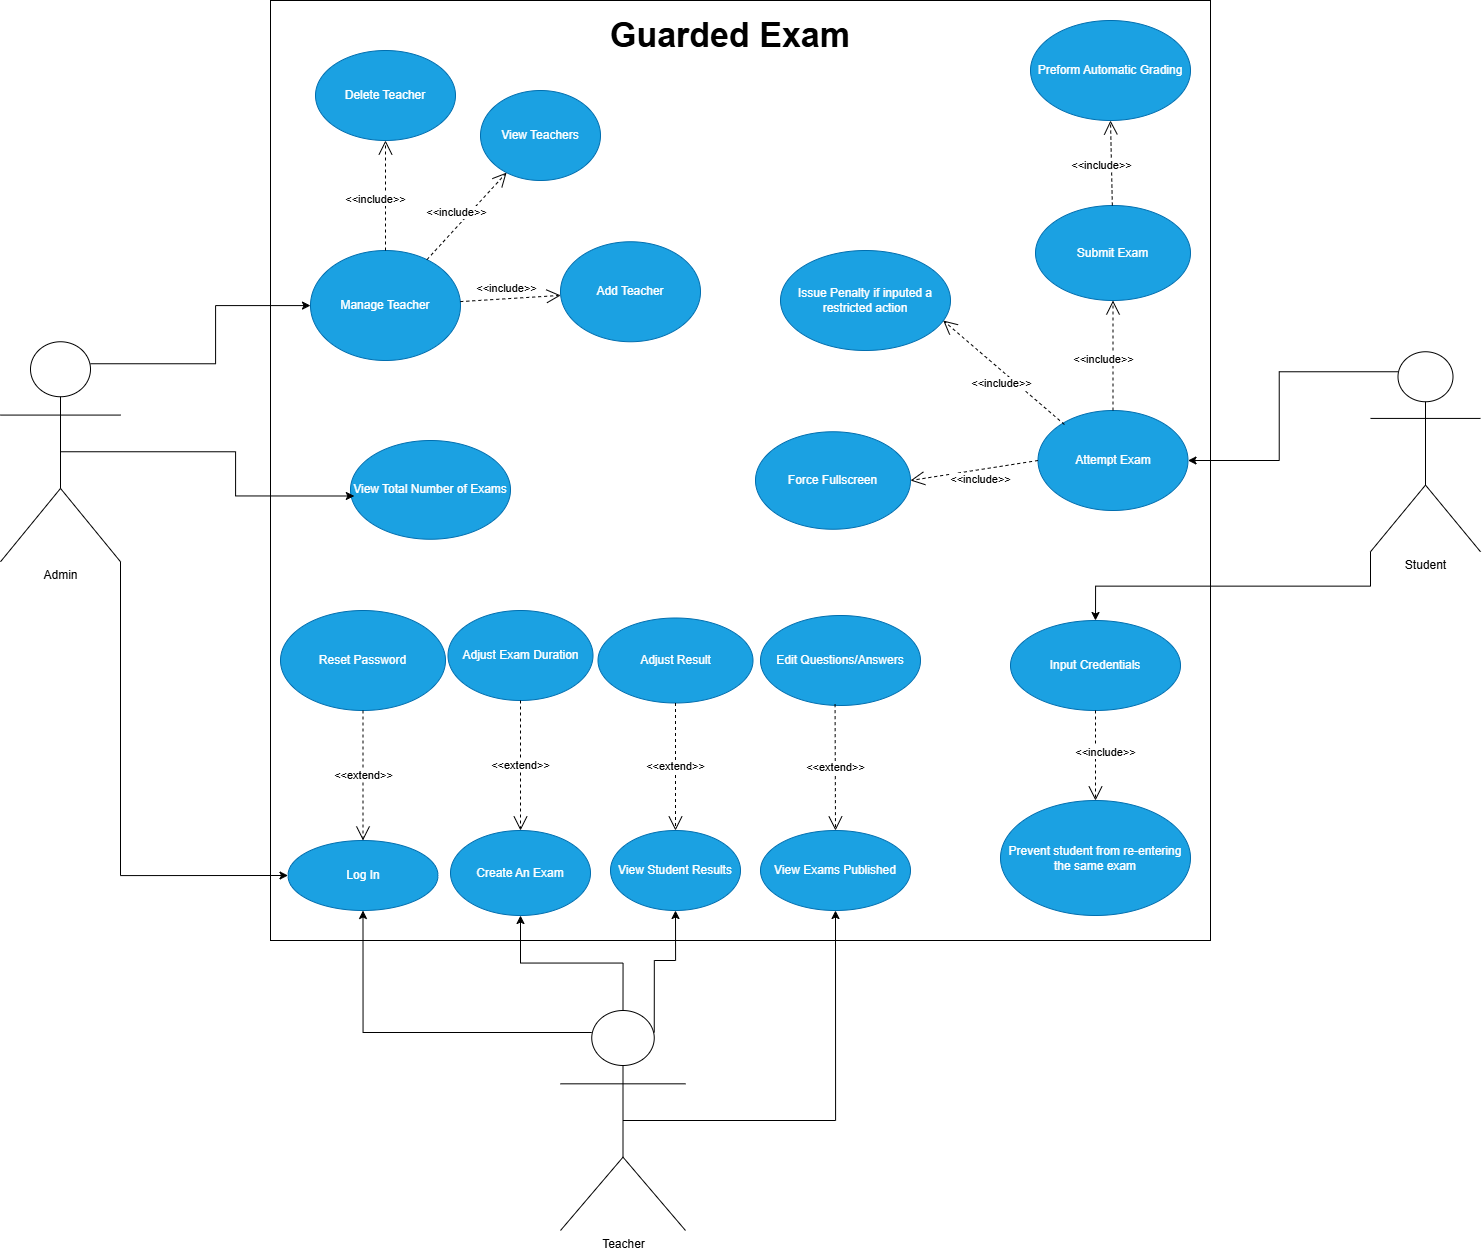 Guarded Exam
Preform Automatic Grading
Delete Teacher
View Teachers
<<include>>
<<include>>
<<include>>
Submit Exam
<<include>>
Add Teacher
Issue Penalty if inputed a
restricted action
Manage Teacher
<<include>>
<<include>>
Attempt Exam
Force Fullscreen
<<include>>
View Total Number of Exams
Admin
Student
Reset Password
Adjust Exam Duration
Adjust Result
Edit Questions/Answers
Input Credentials
<<include>>
<<extend>>
<<extend>>
<<extend>>
<<extend>>
Prevent student from re-entering
the same exam
Log In
Create An Exam
View Student Results
View Exams Published
Teacher